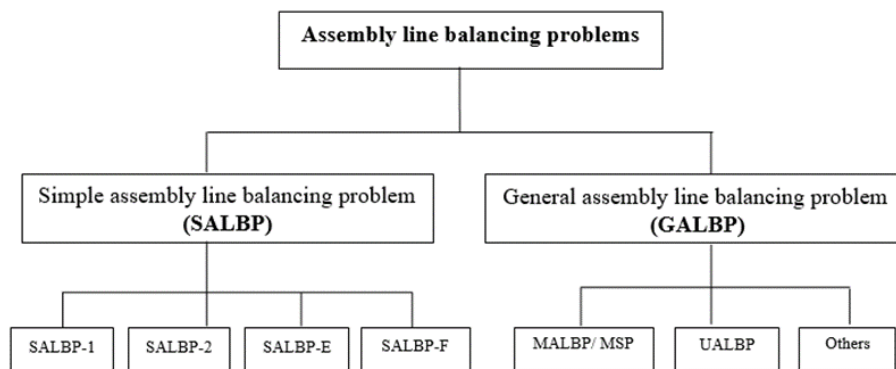 Assembly line balancing problems
Simple assembly line balancing problem
(SALBP)
General assembly line balancing problem
(GALBP)
SALBP-1
SALBP-2
SALBP-E
SALBP-F
MALBP/ MSP
UALBP
Others